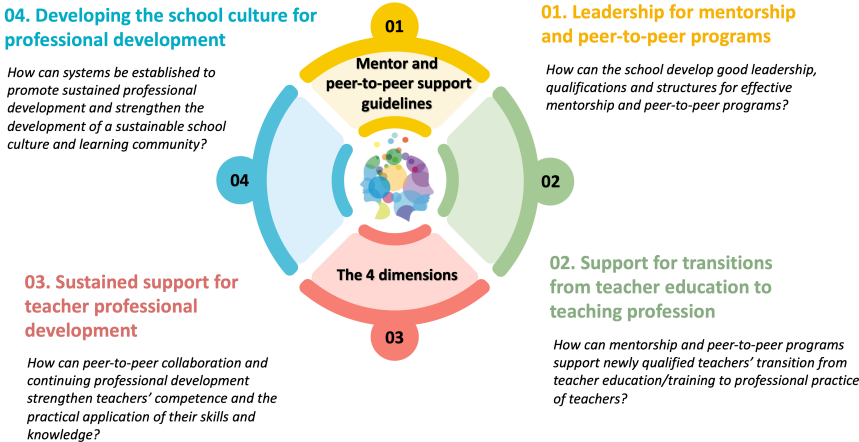 04. Developing the school culture for
professional development
How can systems be established to
promote sustained professional
development and strengthen the
development of a sustainable school
culture and learning community?
01
Mentor and
peer-to-peer support
guidelines
01. Leadership for mentorship
and peer-to-peer programs
How can the school develop good leadership,
qualifications and structures for effective
mentorship and peer-to-peer programs?
04
02
03. Sustained support for
teacher professional
development
How can peer-to-peer collaboration and
continuing professional development
strengthen teachers’ competence and the
practical application of their skills and
knowledge?
The 4 dimensions
03
02. Support for transitions
from teacher education to
teaching profession
How can mentorship and peer-to-peer programs
support newly qualified teachers’ transition from
teacher education/training to professional practice
of teachers?